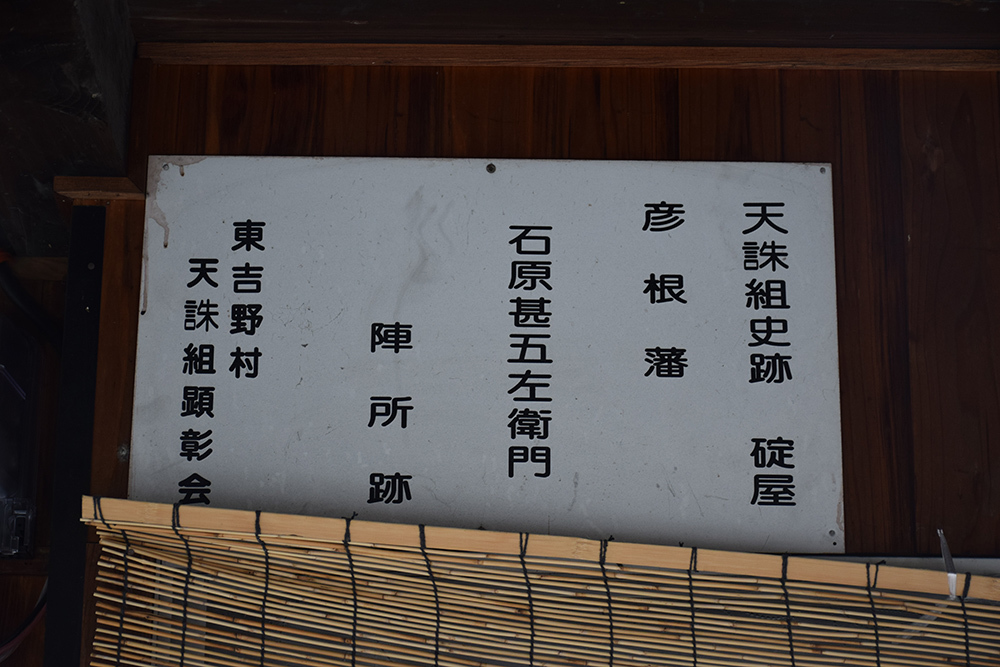 天誅組史跡　碇屋
彦根藩
石原甚五左衛門
陣所跡
東吉野村
天誅組顕彰会